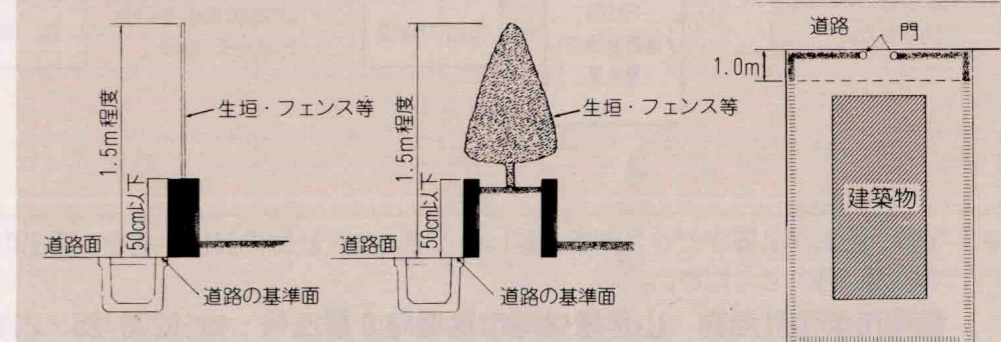 1.5m程度
50cm以下
生垣・フェンス等
道路面
道路の基準面
1.5m程度
50cm以下
生垣・フェンス等
道路面
道路の基準面
道路
門
1.0m
建築物